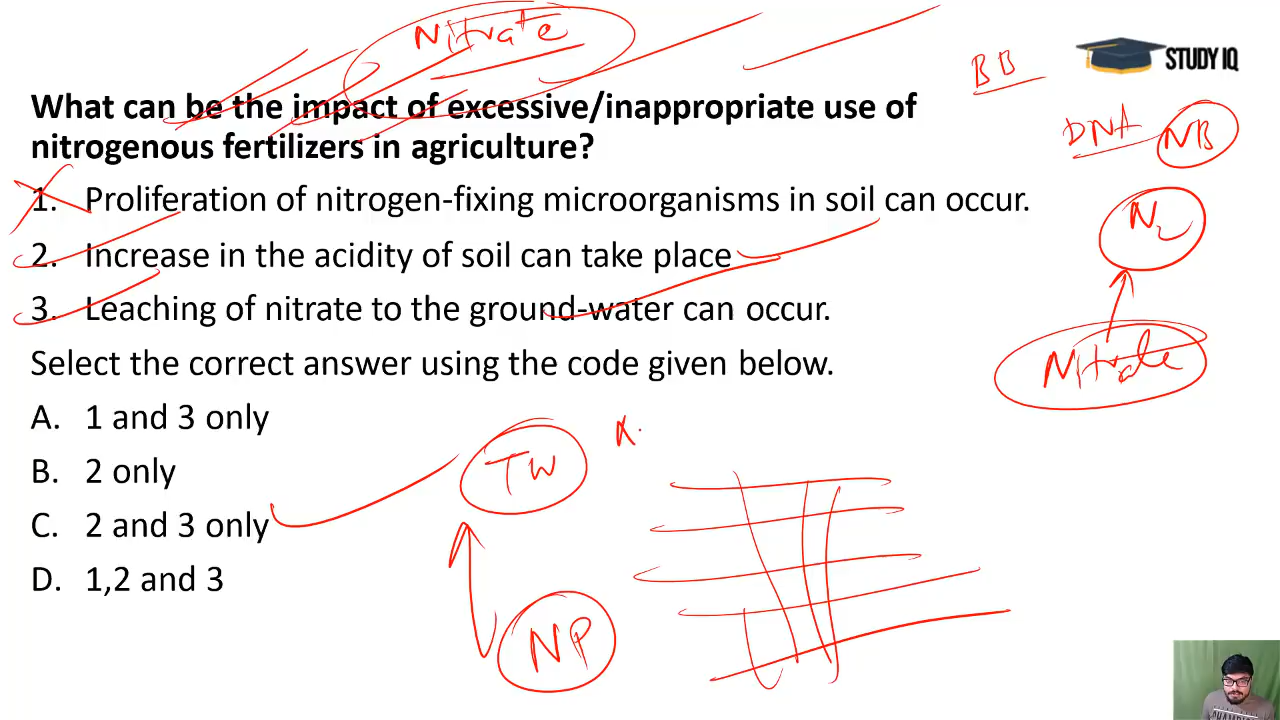 Nitrate
BB
STUDY IQ
What can be the impact of excessive/inappropriate use of
nitrogenous fertilizers in agriculture?
DNA NB
1. Proliferation of nitrogen-fixing microorganisms in soil can occur.
N2
2. Increase in the acidity of soil can take place
3. Leaching of nitrate to the ground-water can occur.
Nitrate
Select the correct answer using the code given below.
A. 1 and 3 only
B. 2 only
TW
C. 2 and 3 only
D. 1,2 and 3
NP